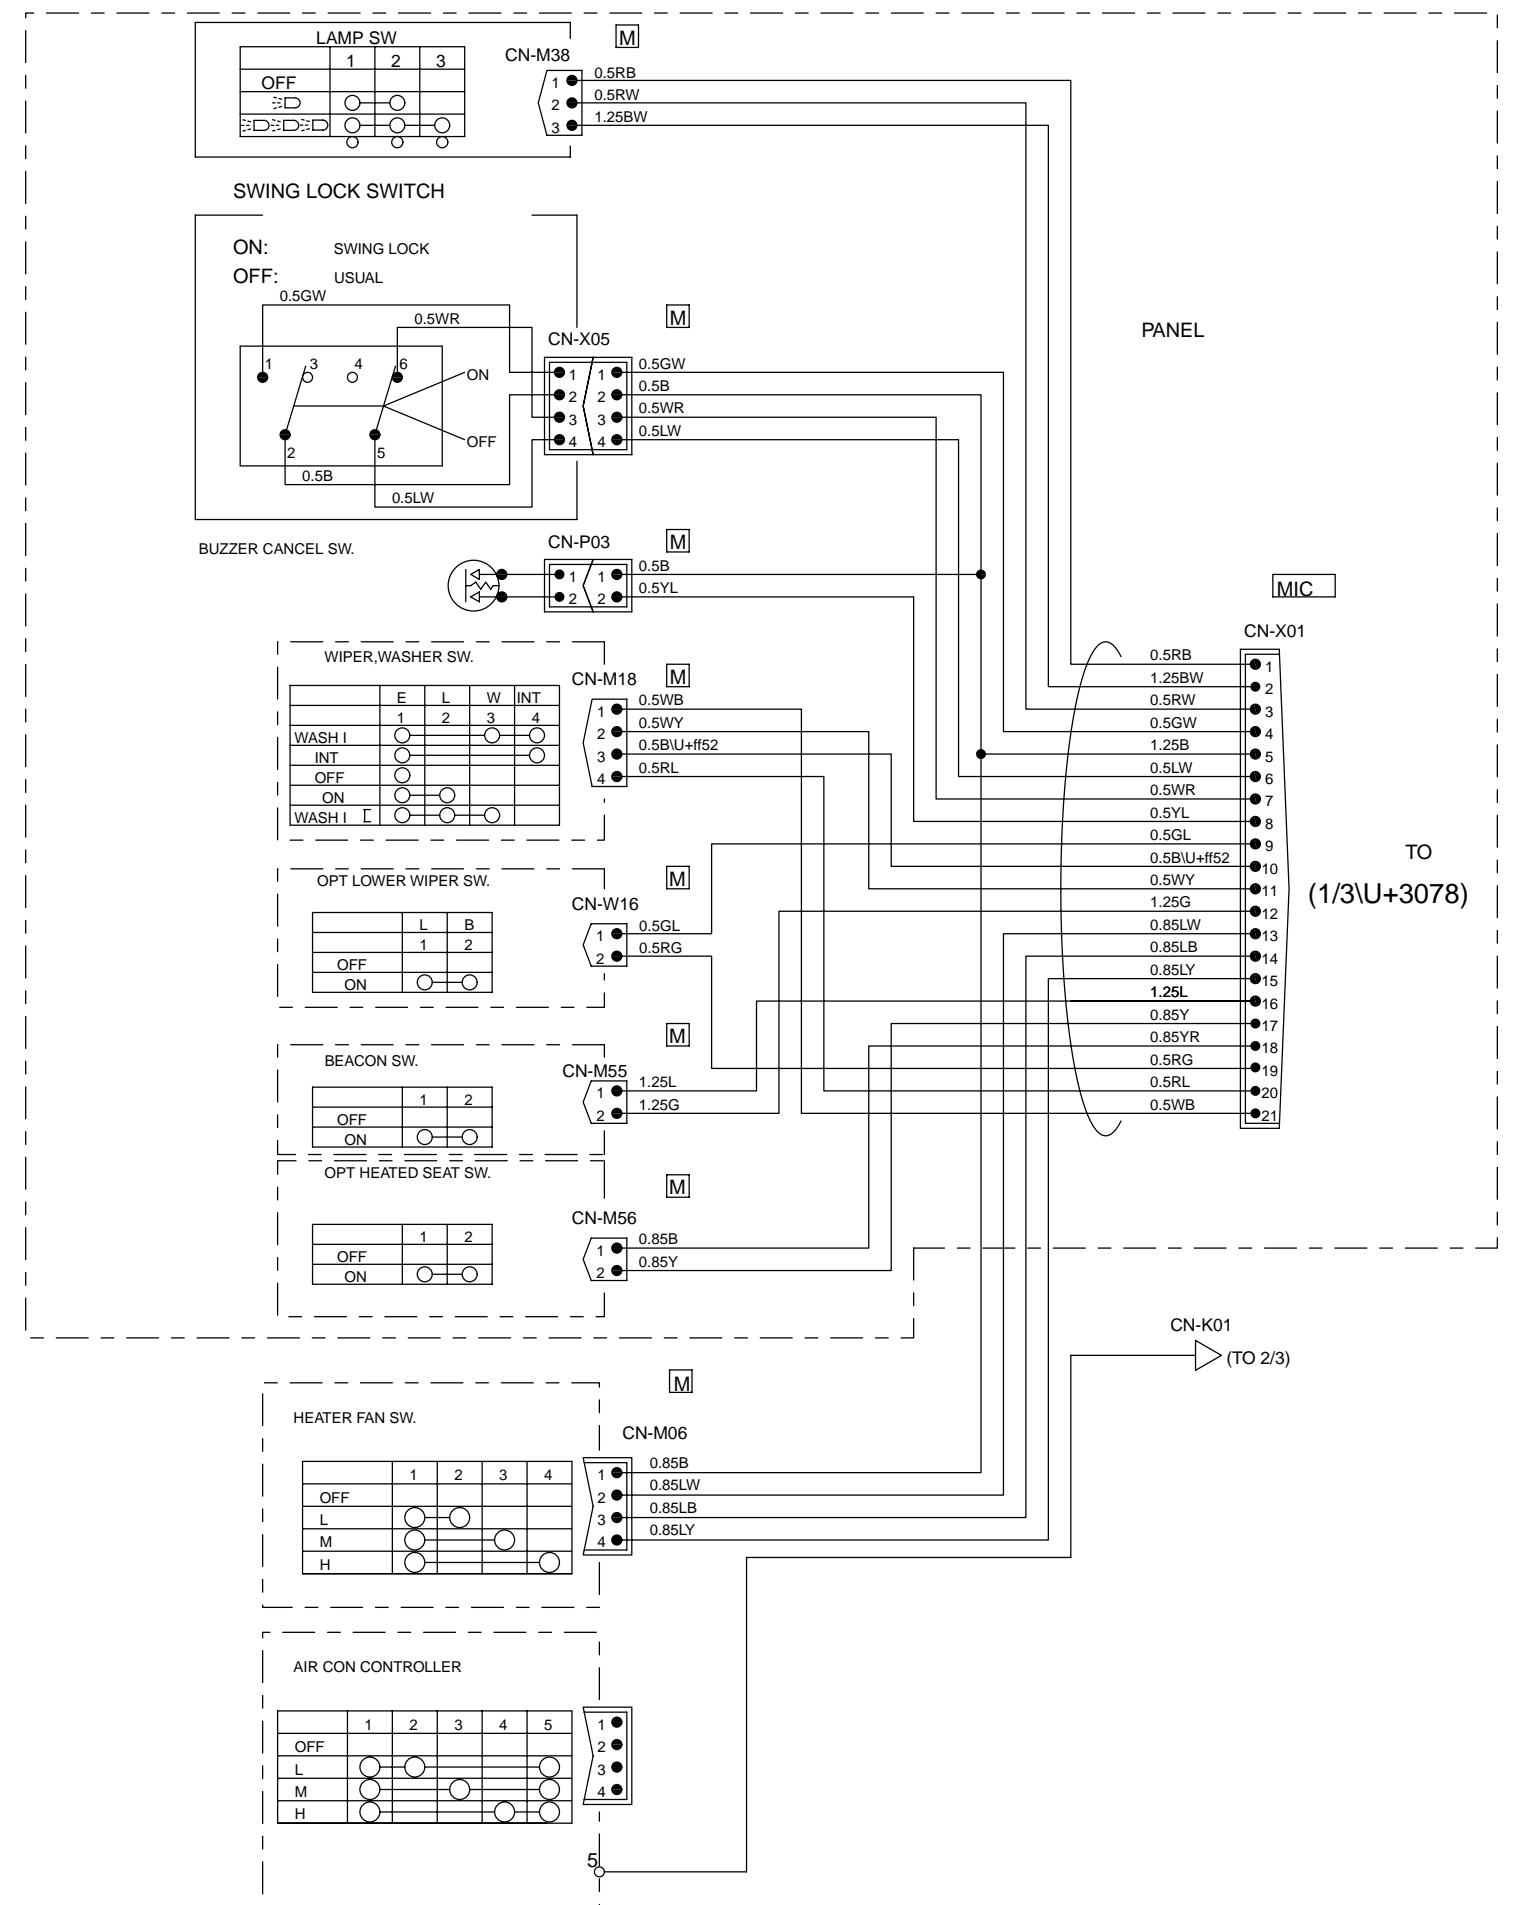 LAMP SW
1 2 3
OFF
CN-M38
M
1 0.5RB
2 0.5RW
3 1.25BW
SWING LOCK SWITCH
ON: SWING LOCK
OFF: USUAL
0.5GW
0.5WR
1 3 4 6
ON
OFF
2 5
0.5B
0.5LW
CN-X05
M
1 1 0.5GW
2 2 0.5B
3 3 0.5WR
4 4 0.5LW
PANEL
BUZZER CANCEL SW.
CN-P03
M
1 1 0.5B
2 2 0.5YL
WIPER,WASHER SW.
E L W INT
1 2 3 4
WASH I
INT
OFF
ON
WASH I
CN-M18
M
1 0.5WB
2 0.5WY
3 0.5B\U+ff52
4 0.5RL
OPT LOWER WIPER SW.
L B
1 2
OFF
ON
CN-W16
M
1 0.5GL
2 0.5RG
BEACON SW.
1 2
OFF
ON
CN-M55
M
1 1.25L
2 1.25G
OPT HEATED SEAT SW.
1 2
OFF
ON
CN-M56
M
1 0.85B
2 0.85Y
MIC
CN-X01
0.5RB 1
1.25BW 2
0.5RW 3
0.5GW 4
1.25B 5
0.5LW 6
0.5WR 7
0.5YL 8
0.5GL 9
0.5B\U+ff52 10
0.5WY 11
1.25G 12
0.85LW 13
0.85LB 14
0.85LY 15
1.25L 16
0.85Y 17
0.85YR 18
0.5RG 19
0.5RL 20
0.5WB 21
TO
(1/3\U+3078)
CN-K01
(TO 2/3)
HEATER FAN SW.
1 2 3 4
OFF
L
M
H
M
CN-M06
1 0.85B
2 0.85LW
3 0.85LB
4 0.85LY
AIR CON CONTROLLER
1 2 3 4 5
OFF
L
M
H
1
2
3
4
5